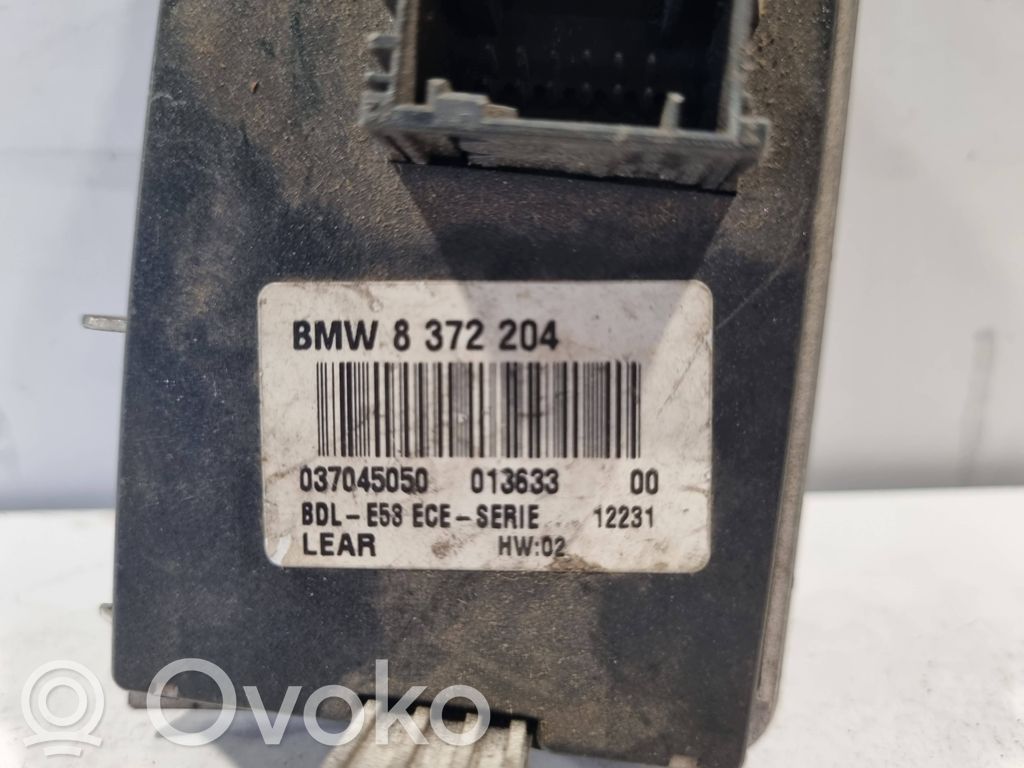 BMW 8 372 204
037045050 013633 00
BDL-E53 ECE-SERIE 12231
LEAR HW:02
Ovoko